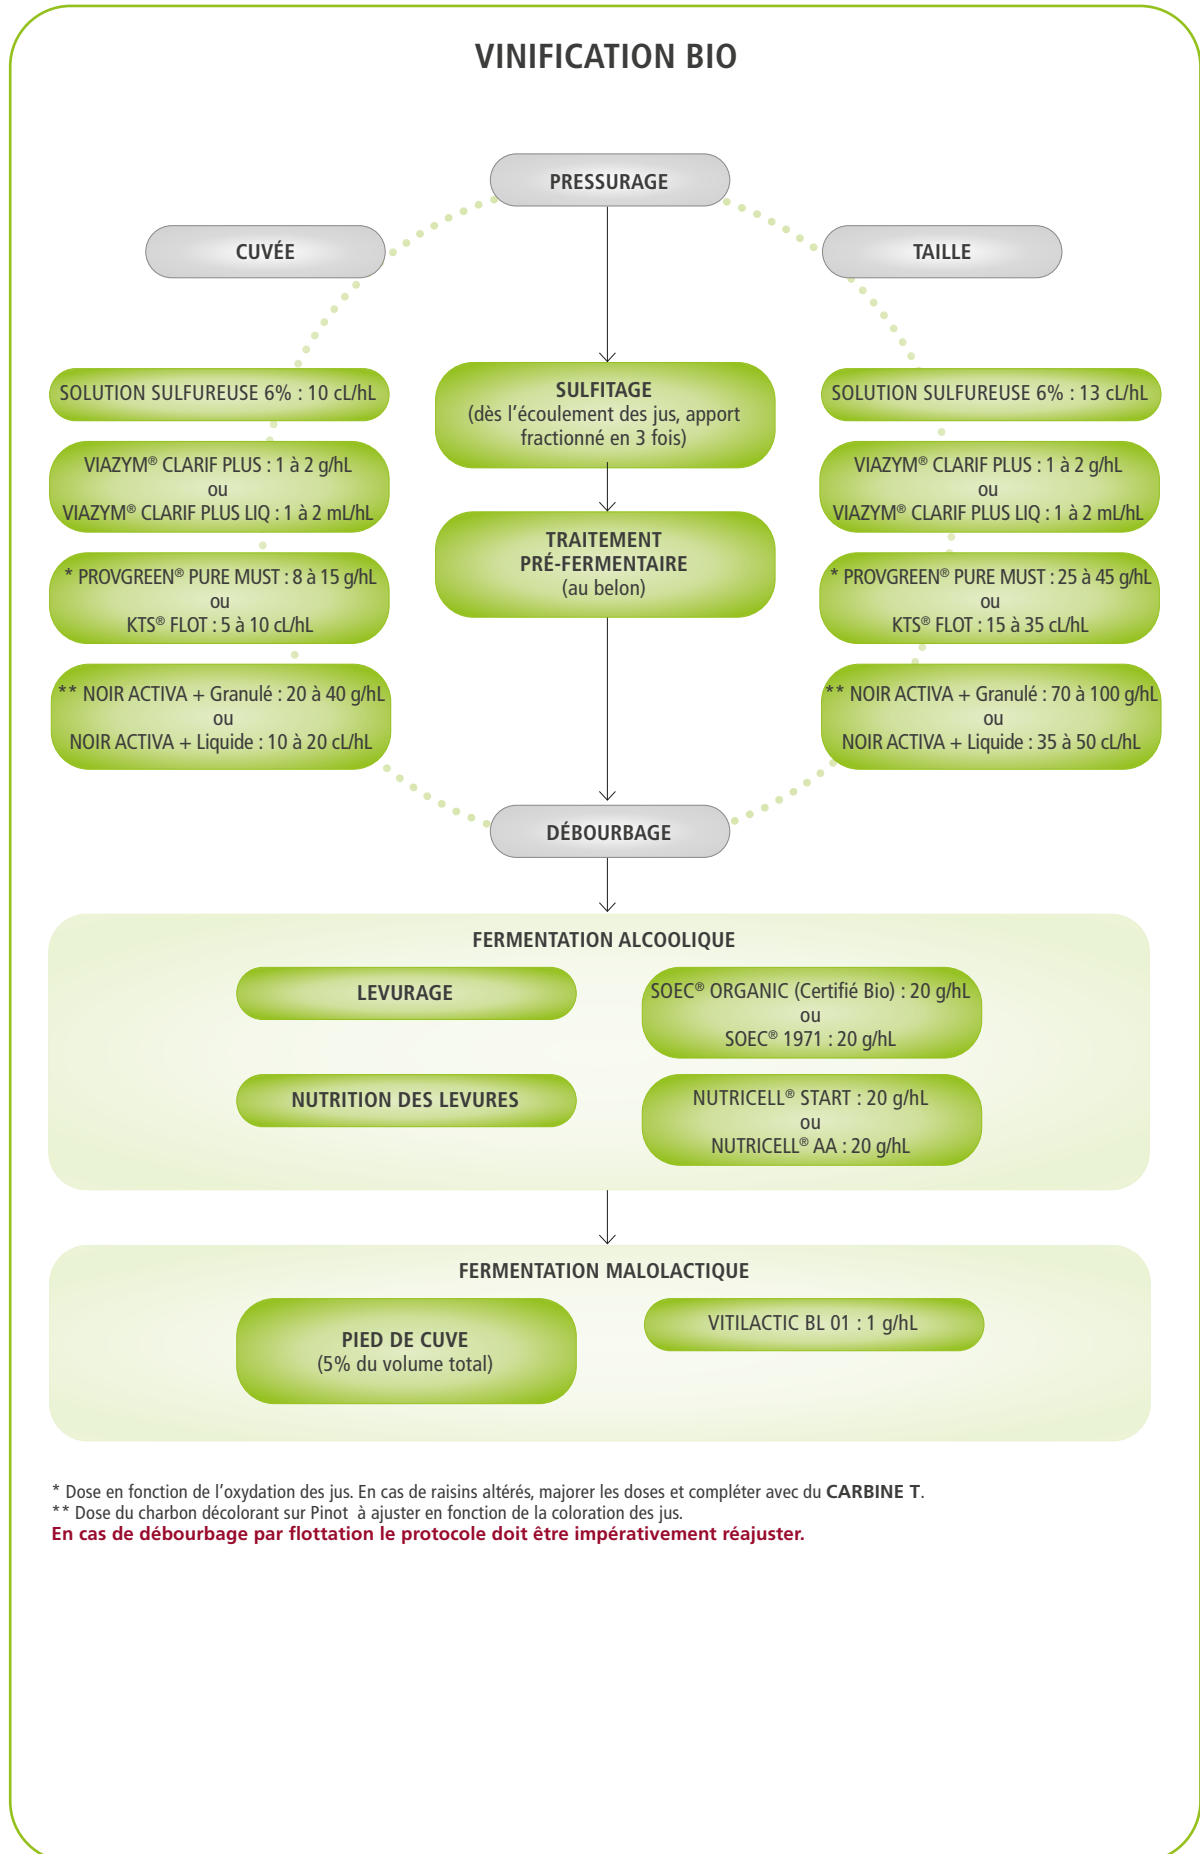 VINIFICATION BIO
PRESSURAGE
CUVÉE
TAILLE
SOLUTION SULFUREUSE 6% : 10 cL/hL
VIAZYM® CLARIF PLUS : 1 à 2 g/hL
ou
VIAZYM® CLARIF PLUS LIQ : 1 à 2 mL/hL
* PROVGREEN® PURE MUST : 8 à 15 g/hL
ou
KTS® FLOT : 5 à 10 cL/hL
** NOIR ACTIVA + Granulé : 20 à 40 g/hL
ou
NOIR ACTIVA + Liquide : 10 à 20 cL/hL
SULFITAGE
(dès l’écoulement des jus, apport
fractionné en 3 fois)
TRAITEMENT
PRÉ-FERMENTAIRE
(au belon)
SOLUTION SULFUREUSE 6% : 13 cL/hL
VIAZYM® CLARIF PLUS : 1 à 2 g/hL
ou
VIAZYM® CLARIF PLUS LIQ : 1 à 2 mL/hL
* PROVGREEN® PURE MUST : 25 à 45 g/hL
ou
KTS® FLOT : 15 à 35 cL/hL
** NOIR ACTIVA + Granulé : 70 à 100 g/hL
ou
NOIR ACTIVA + Liquide : 35 à 50 cL/hL
DÉBOURBAGE
FERMENTATION ALCOOLIQUE
LEVURAGE
SOEC® ORGANIC (Certifié Bio) : 20 g/hL
ou
SOEC® 1971 : 20 g/hL
NUTRITION DES LEVURES
NUTRICELL® START : 20 g/hL
ou
NUTRICELL® AA : 20 g/hL
FERMENTATION MALOLACTIQUE
PIED DE CUVE
(5% du volume total)
VITILACTIC BL 01 : 1 g/hL
* Dose en fonction de l’oxydation des jus. En cas de raisins altérés, majorer les doses et compléter avec du CARBINE T.
** Dose du charbon décolorant sur Pinot à ajuster en fonction de la coloration des jus.
En cas de débourbage par flottation le protocole doit être impérativement réajuster.